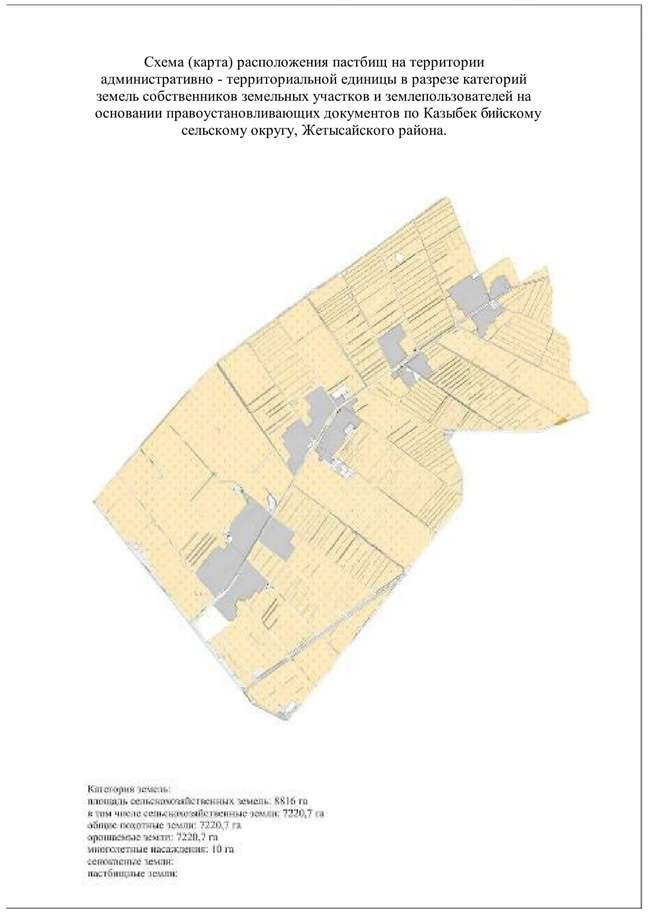 Схема (карта) расположения пастбищ на территории
административно - территориальной единицы в разрезе категорий
земель собственников земельных участков и землепользователей на
основании правоустановливающих документов по Казыбек бийскому
сельскому округу, Жетысайского района.
Категория земель:
площадь сельскохозяйственных земель: 8816 га
в том числе сельскохозяйственные земли: 7220,7 га
общие похотные земли: 7220,7 га
орошаемые земли: 7220,7 га
многолетные насаждения: 10 га
сенокосные земли:
пастбищные земли: